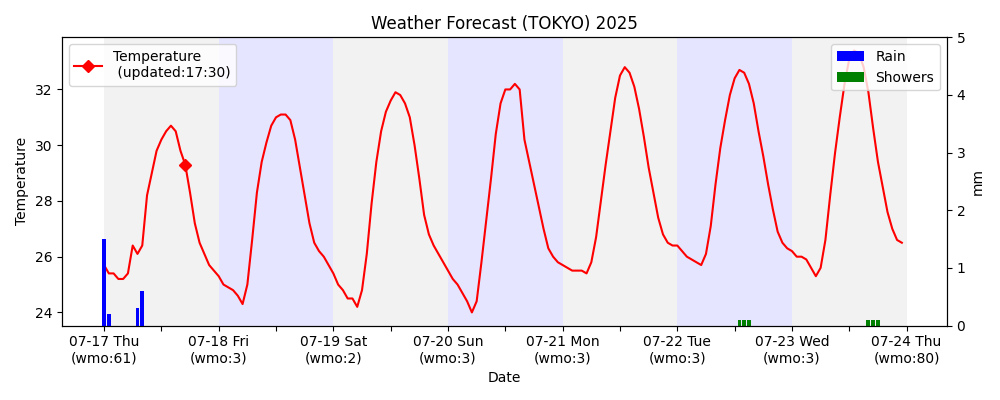 Weather Forecast (TOKYO) 2025
Temperature
(updated:17:30)
Rain
Showers
Temperature
32
30
28
26
24
5
4
3
2
1
0
mm
07-17 Thu
(wmo:61)
07-18 Fri
(wmo:3)
07-19 Sat
(wmo:2)
07-20 Sun
(wmo:3)
07-21 Mon
(wmo:3)
07-22 Tue
(wmo:3)
07-23 Wed
(wmo:3)
07-24 Thu
(wmo:80)
Date